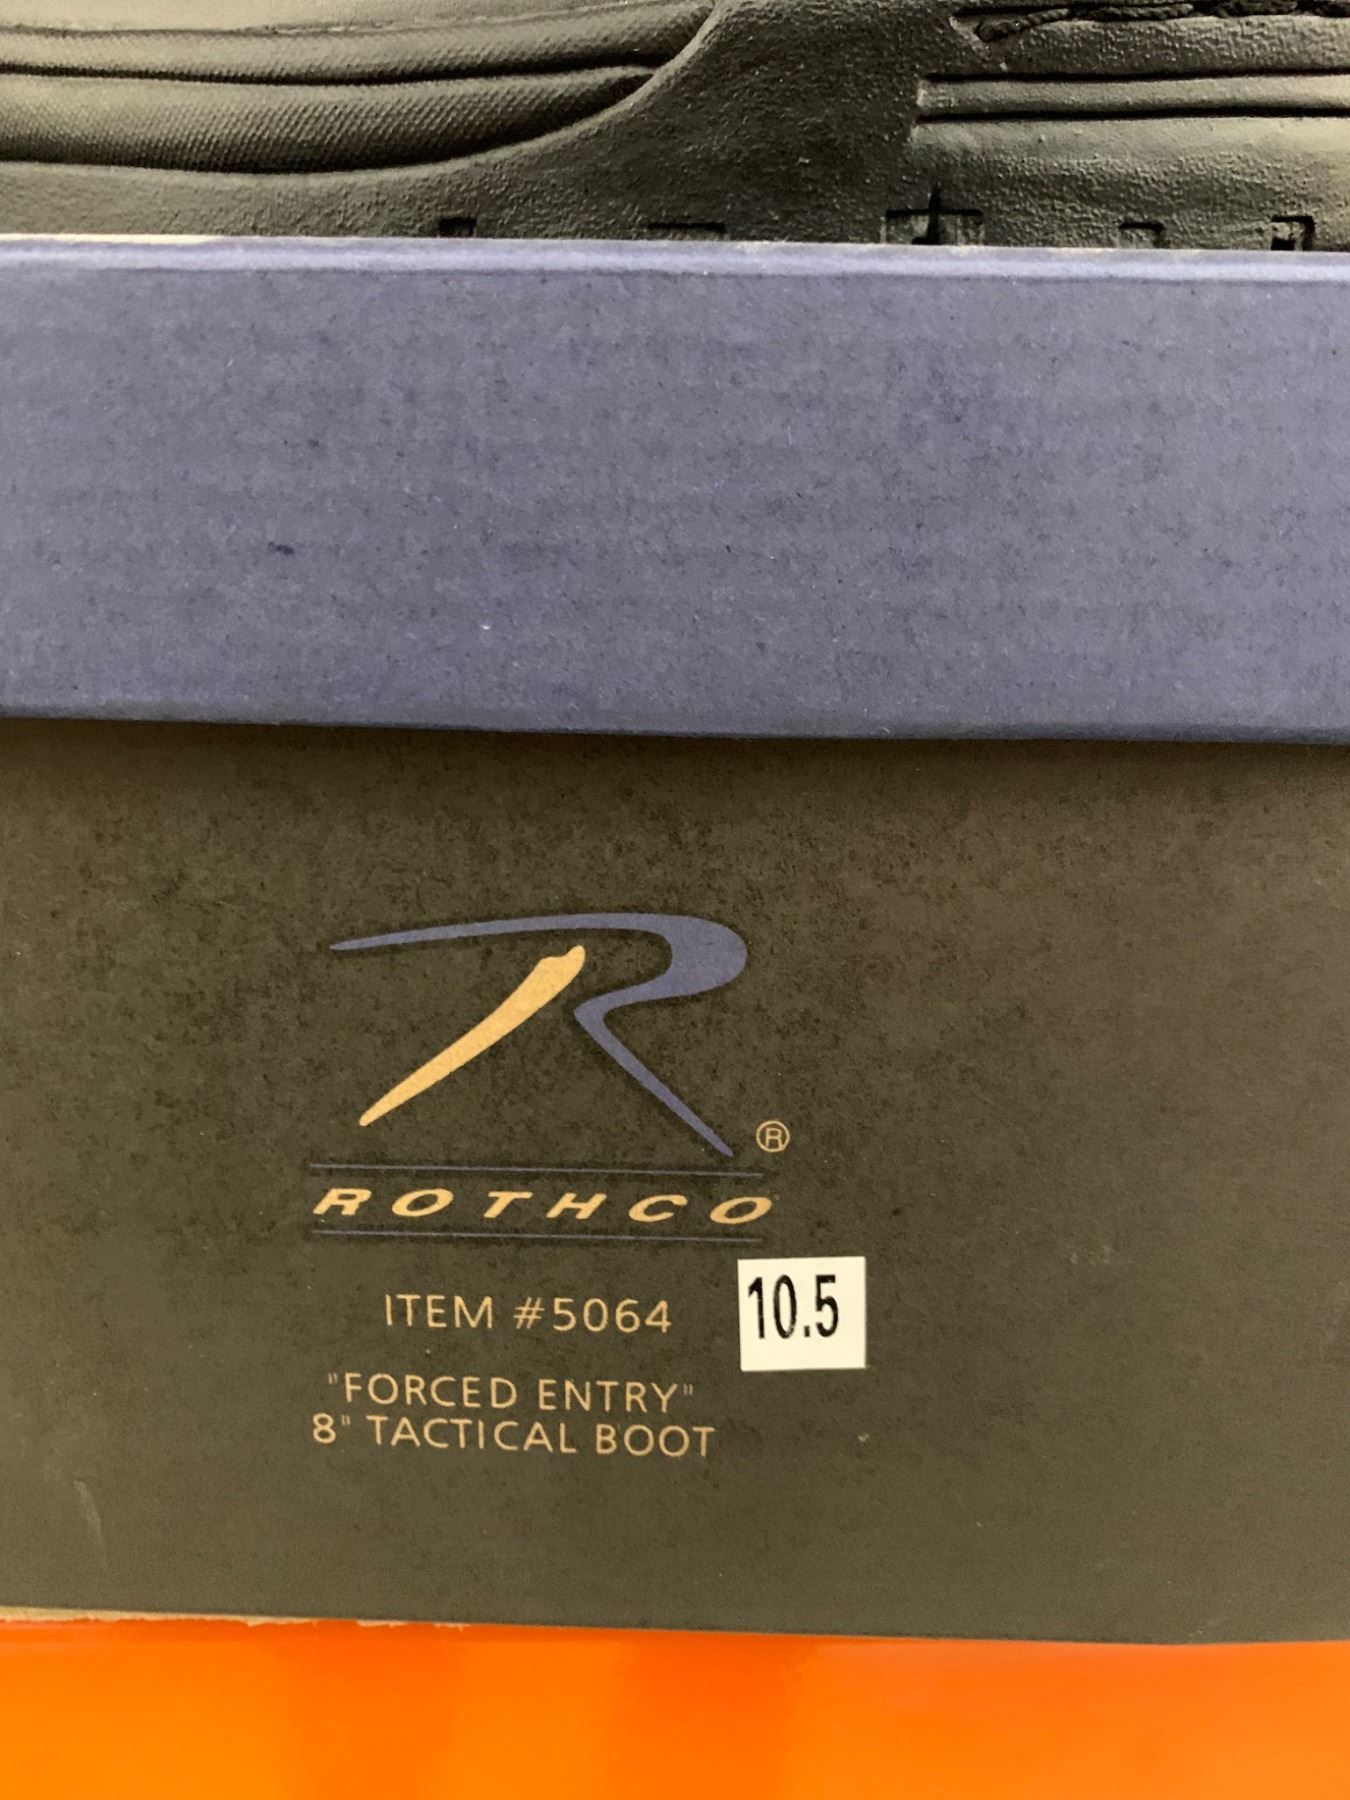 R®
ROTHCO
ITEM #5064 10.5
"FORCED ENTRY"
8" TACTICAL BOOT